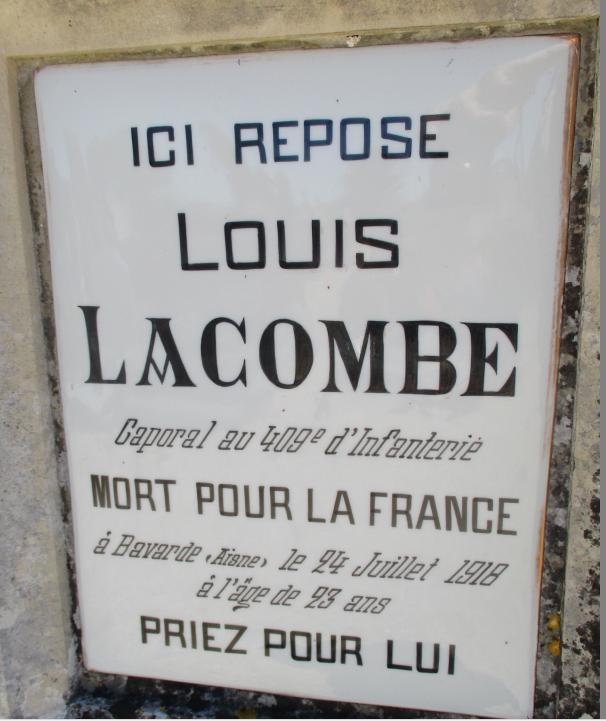 ICI REPOSE
LOUIS
LACOMBE
Caporal au 409e d'Infanterie
MORT POUR LA FRANCE
à Bavarde (Aisne) le 24 Juillet 1918
à l'âge de 23 ans
PRIEZ POUR LUI